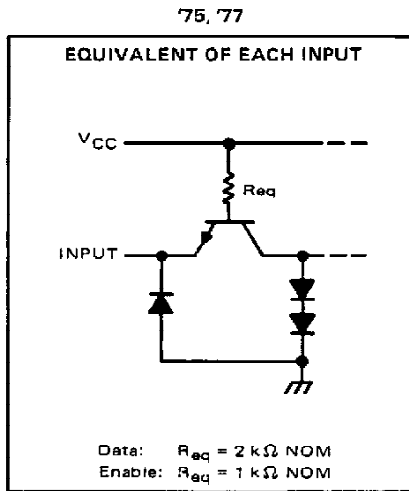 '75, '77
EQUIVALENT OF EACH INPUT
VCC
Req
INPUT
Data: Req = 2 kΩ NOM
Enable: Req = 1 kΩ NOM